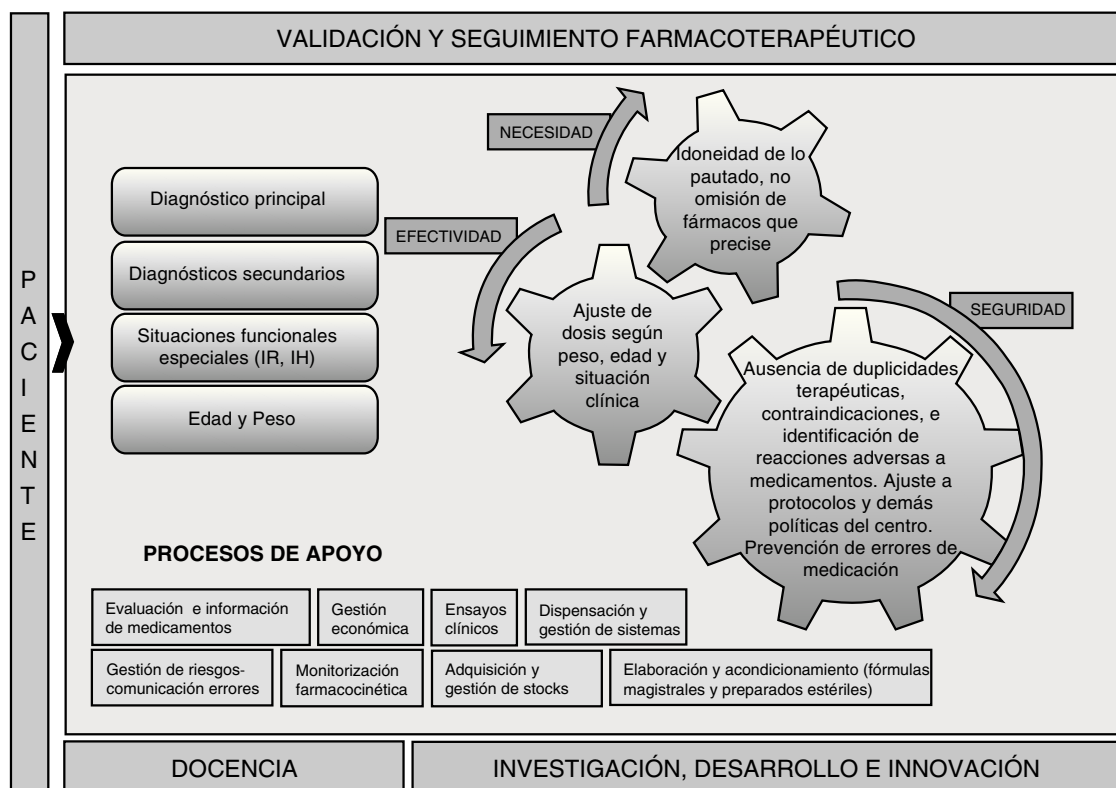 VALIDACIÓN Y SEGUIMIENTO FARMACOTERAPÉUTICO
PACIENTE
Diagnóstico principal
Diagnósticos secundarios
Situaciones funcionales
especiales (IR, IH)
Edad y Peso
NECESIDAD
Idoneidad de lo
pautado, no
omisión de
fármacos que
precise
EFECTIVIDAD
Ajuste de
dosis según
peso, edad y
situación
clínica
SEGURIDAD
Ausencia de duplicidades
terapéuticas,
contraindicaciones, e
identificación de
reacciones adversas a
medicamentos. Ajuste a
protocolos y demás
políticas del centro.
Prevención de errores de
medicación
PROCESOS DE APOYO
Evaluación e información
de medicamentos
Gestión
económica
Ensayos
clínicos
Dispensación y
gestión de sistemas
Gestión de riesgos-
comunicación errores
Monitorización
farmacocinética
Adquisición y
gestión de stocks
Elaboración y acondicionamiento (fórmulas
magistrales y preparados estériles)
DOCENCIA
INVESTIGACIÓN, DESARROLLO E INNOVACIÓN